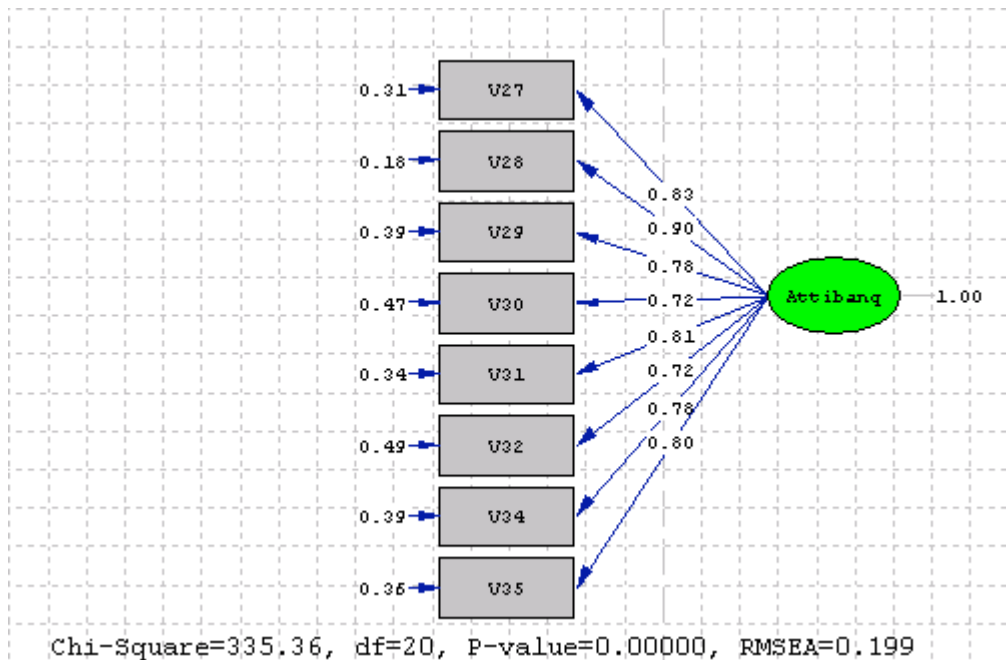 0.31 V27
0.18 V28
0.83
0.39 V29
0.90
0.78
0.47 V30
0.72
Attibanq 1.00
0.81
0.34 V31
0.72
0.78
0.49 V32
0.80
0.39 V34
0.36 V35
Chi-Square=335.36, df=20, P-value=0.00000, RMSEA=0.199